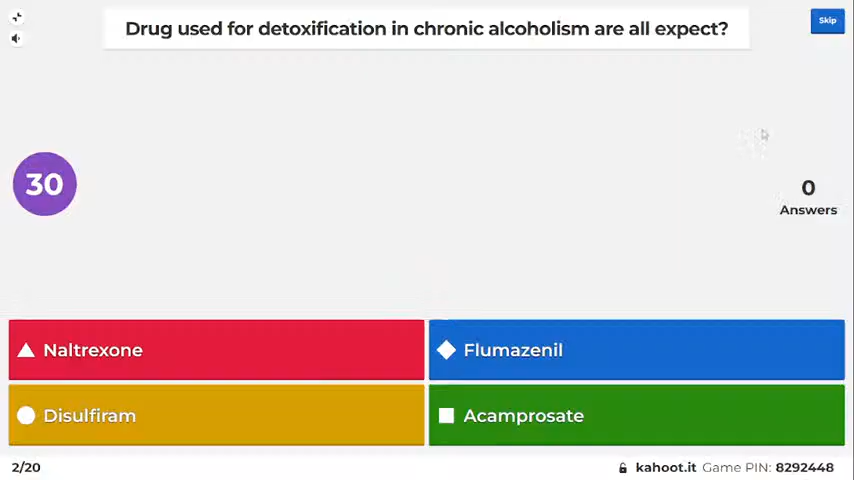 Drug used for detoxification in chronic alcoholism are all expect?
Skip
30
0
Answers
Naltrexone
Flumazenil
Disulfiram
Acamprosate
2/20
kahoot.it Game PIN: 8292448